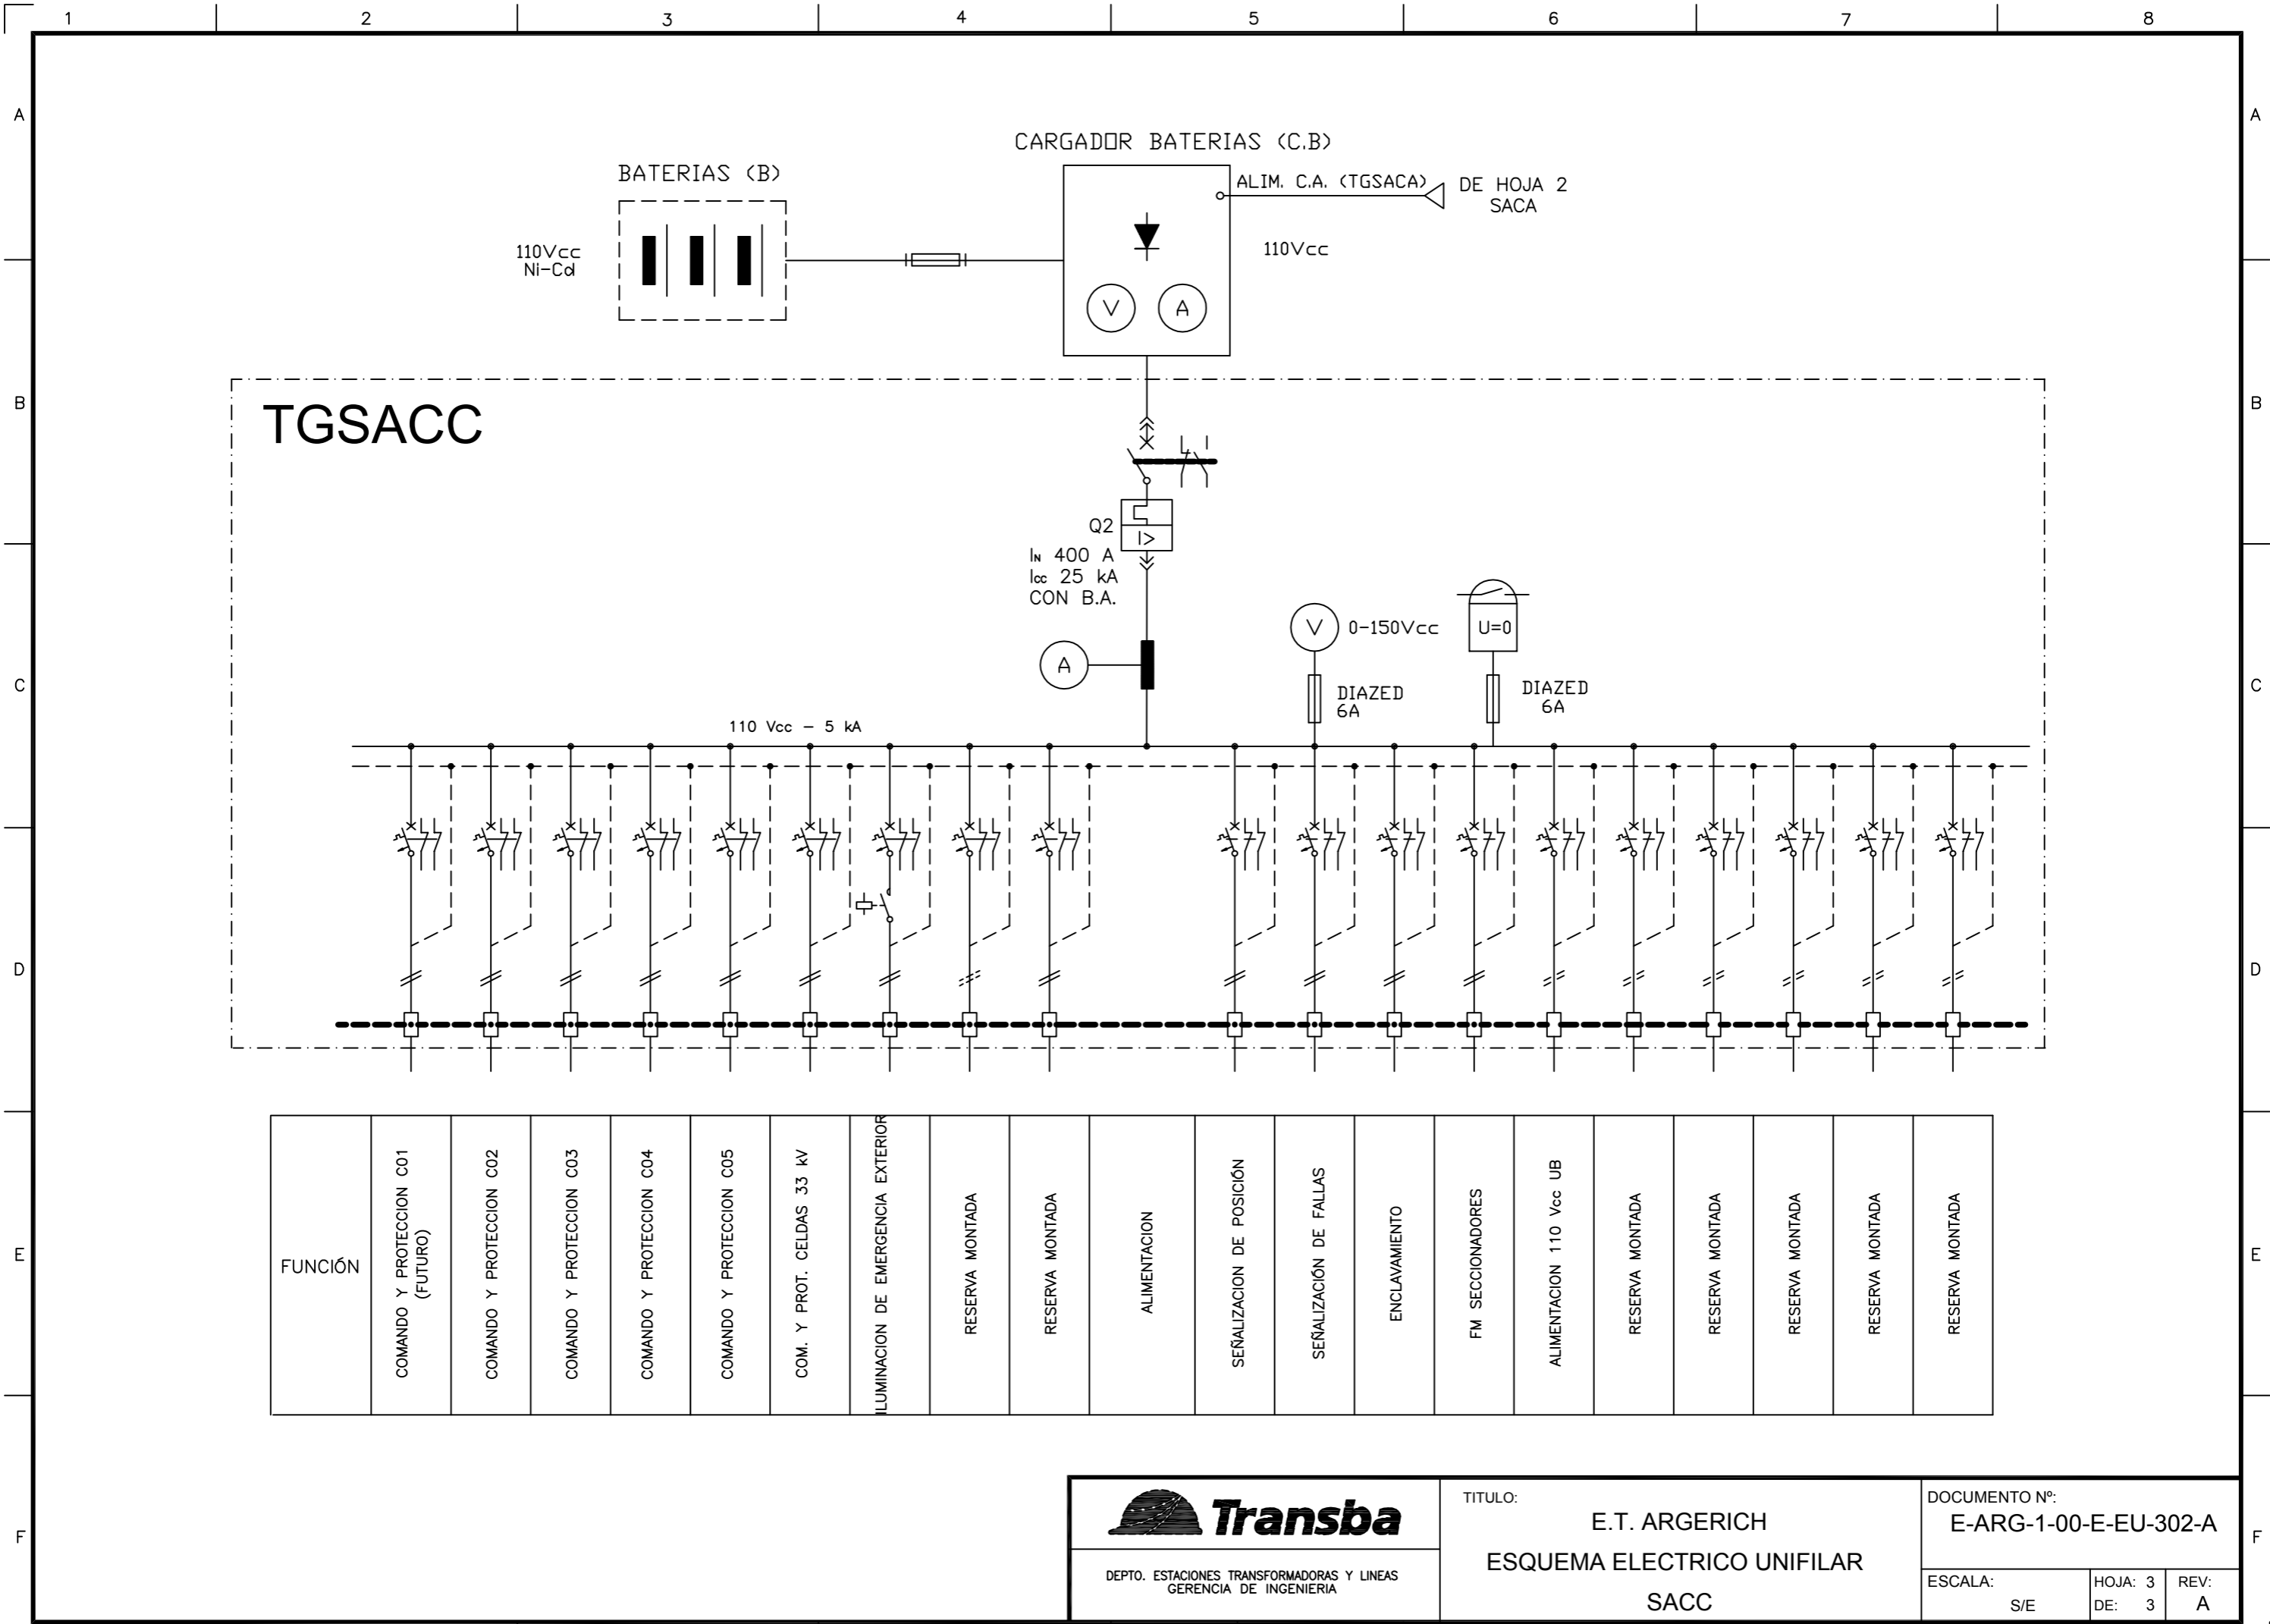 1 2 3 4 5 6 7 8
A A
B B
C C
D D
E E
F F
CARGADOR BATERIAS (C.B)
BATERIAS (B)
ALIM. C.A. (TGSACA)
DE HOJA 2
SACA
110Vcc
Ni-Cd
110Vcc
V
A
TGSACC
Q2
I>
IN 400 A
Icc 25 kA
CON B.A.
V
0-150Vcc
U=0
A
DIAZED
6A
DIAZED
6A
110 Vcc - 5 kA
FUNCIÓN
COMANDO Y PROTECCION C01
(FUTURO)
COMANDO Y PROTECCION C02
COMANDO Y PROTECCION C03
COMANDO Y PROTECCION C04
COMANDO Y PROTECCION C05
COM. Y PROT. CELDAS 33 kV
ILUMINACION DE EMERGENCIA EXTERIOR
RESERVA MONTADA
RESERVA MONTADA
ALIMENTACION
SEÑALIZACION DE POSICIÓN
SEÑALIZACIÓN DE FALLAS
ENCLAVAMIENTO
FM SECCIONADORES
ALIMENTACION 110 Vcc UB
RESERVA MONTADA
RESERVA MONTADA
RESERVA MONTADA
RESERVA MONTADA
RESERVA MONTADA
Transba
DEPTO. ESTACIONES TRANSFORMADORAS Y LINEAS
GERENCIA DE INGENIERIA
TITULO:
E.T. ARGERICH
ESQUEMA ELECTRICO UNIFILAR
SACC
DOCUMENTO Nº:
E-ARG-1-00-E-EU-302-A
ESCALA:
S/E
HOJA: 3
DE: 3
REV:
A